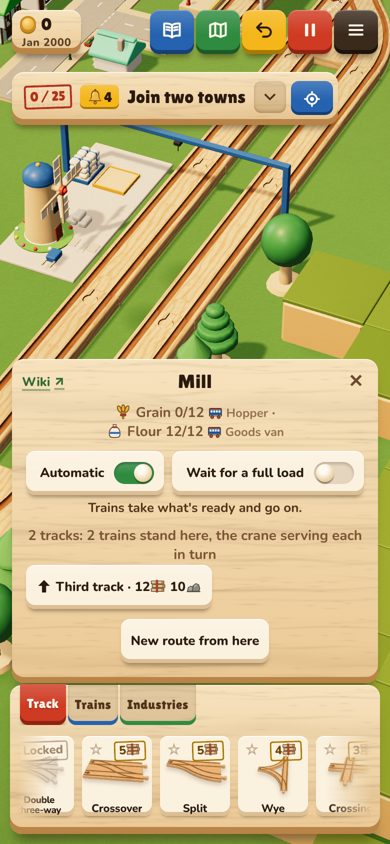 0
Jan 2000
0 / 25
4
Join two towns
Wiki
Mill
Grain 0/12 Hopper ·
Flour 12/12 Goods van
Automatic
Wait for a full load
Trains take what's ready and go on.
2 tracks: 2 trains stand here, the crane serving each
in turn
Third track · 12 10
New route from here
Track
Trains
Industries
Locked
5
5
4
3
Double
hree-way
Crossover
Split
Wye
Crossin